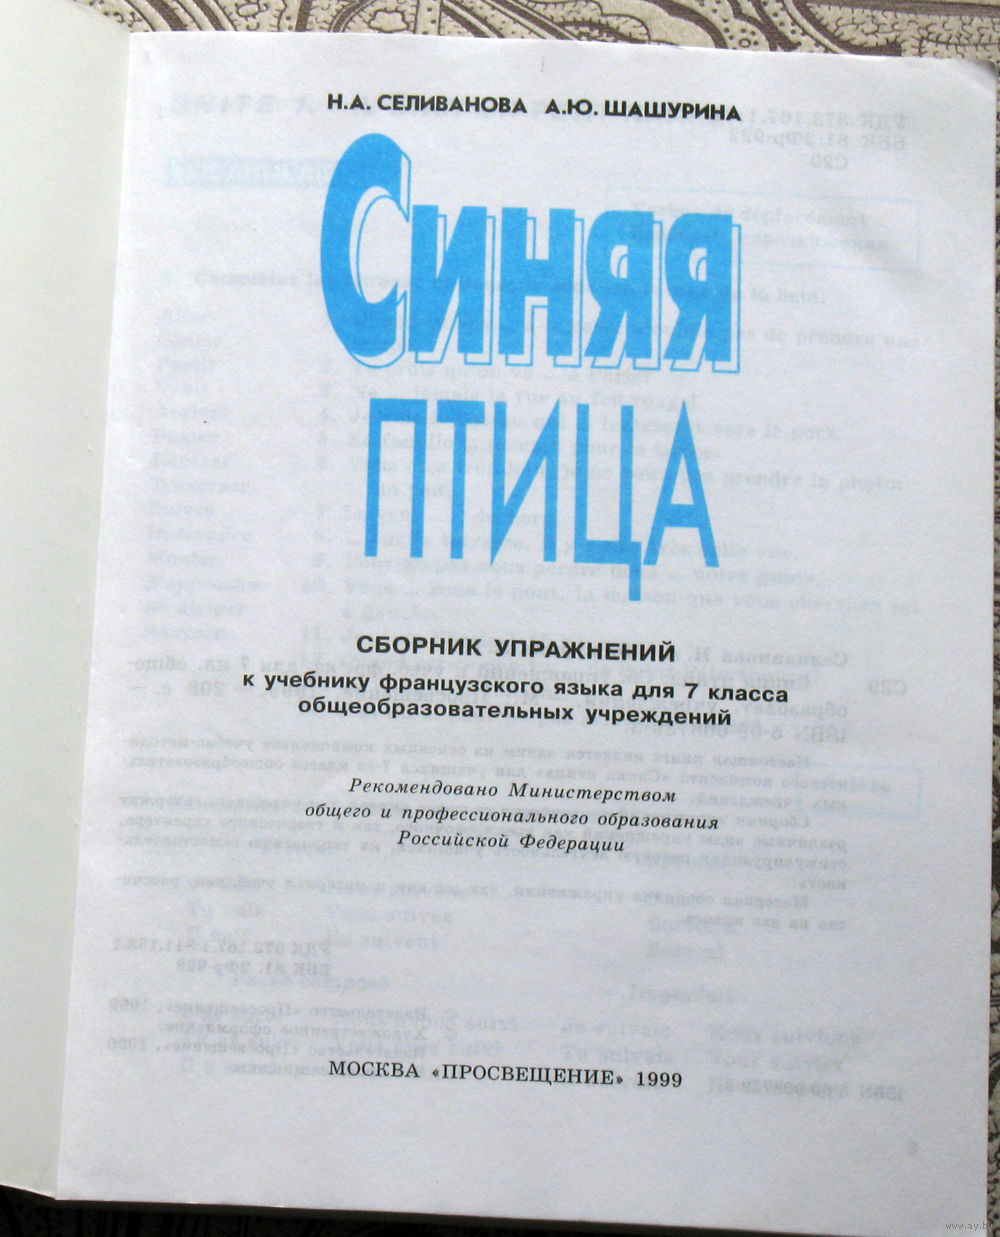 Н.А. СЕЛИВАНОВА А.Ю. ШАШУРИНА
Синяя
ПТИЦА
СБОРНИК УПРАЖНЕНИЙ
к учебнику французского языка для 7 класса
общеобразовательных учреждений
Рекомендовано Министерством
общего и профессионального образования
Российской Федерации
МОСКВА «ПРОСВЕЩЕНИЕ» 1999